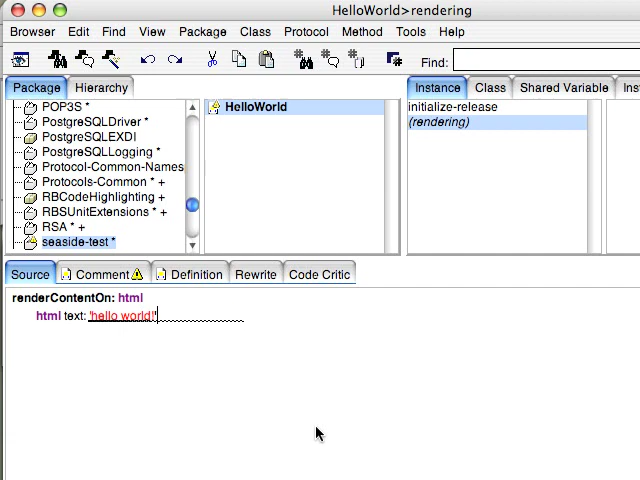 HelloWorld>rendering
Browser Edit Find View Package Class Protocol Method Tools Help
Find:
Package Hierarchy
Instance Class Shared Variable Inst
POP3S *
PostgreSQLDriver * +
PostgreSQLEXDI
PostgreSQLLogging *
Protocol-Common-Names
Protocols-Common * +
RBCodeHighlighting +
RBSUnitExtensions * +
RSA * +
seaside-test *
HelloWorld
initialize-release
(rendering)
Source Comment Definition Rewrite Code Critic
renderContentOn: html
html text: 'hello world!'